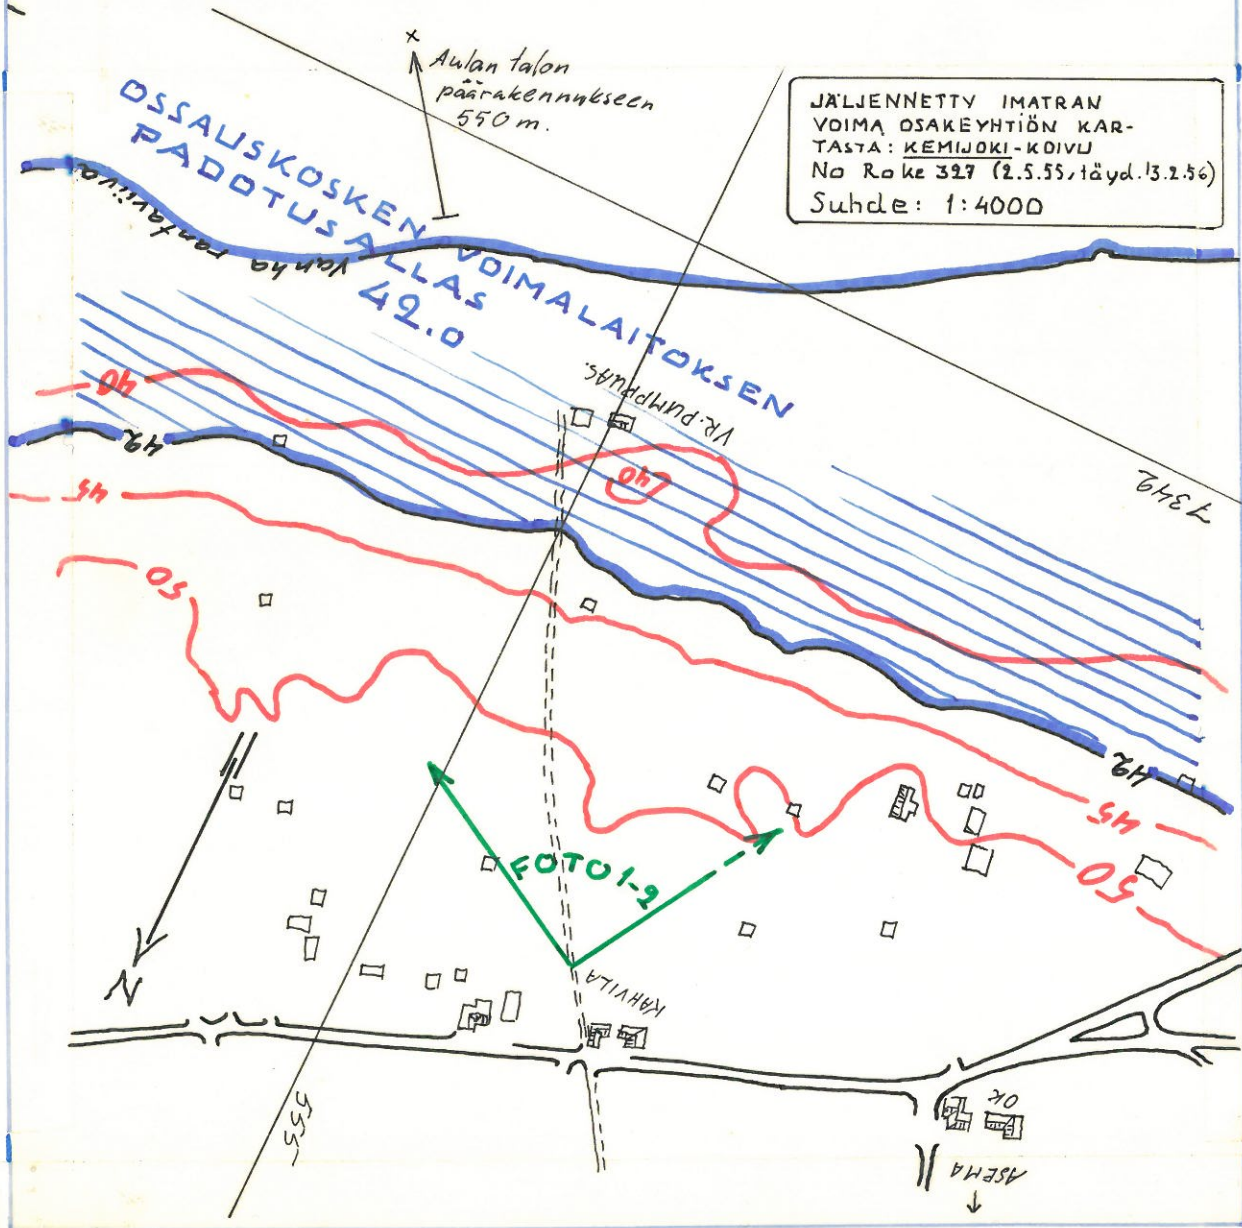 Aulan talon
päärakennukseen
550 m.
JÄLJENNETTY IMATRAN
VOIMA OSAKEYHTIÖN KAR-
TASTA: KEMIJOKI-KOIVU
No Ro ke 327 (2.5.55, täyd. 13.2.56)
Suhde: 1:4000
OSSAUSKOSKEN VOIMALAITOKSEN
PADOTUSALLAS
42.0
vanha rantaviiva
VR. PUMPPUAS.
40
40
42
45
50
7342
42
45
50
FOTO 1-2
KAHVILA
N
555
OK
ASEMA